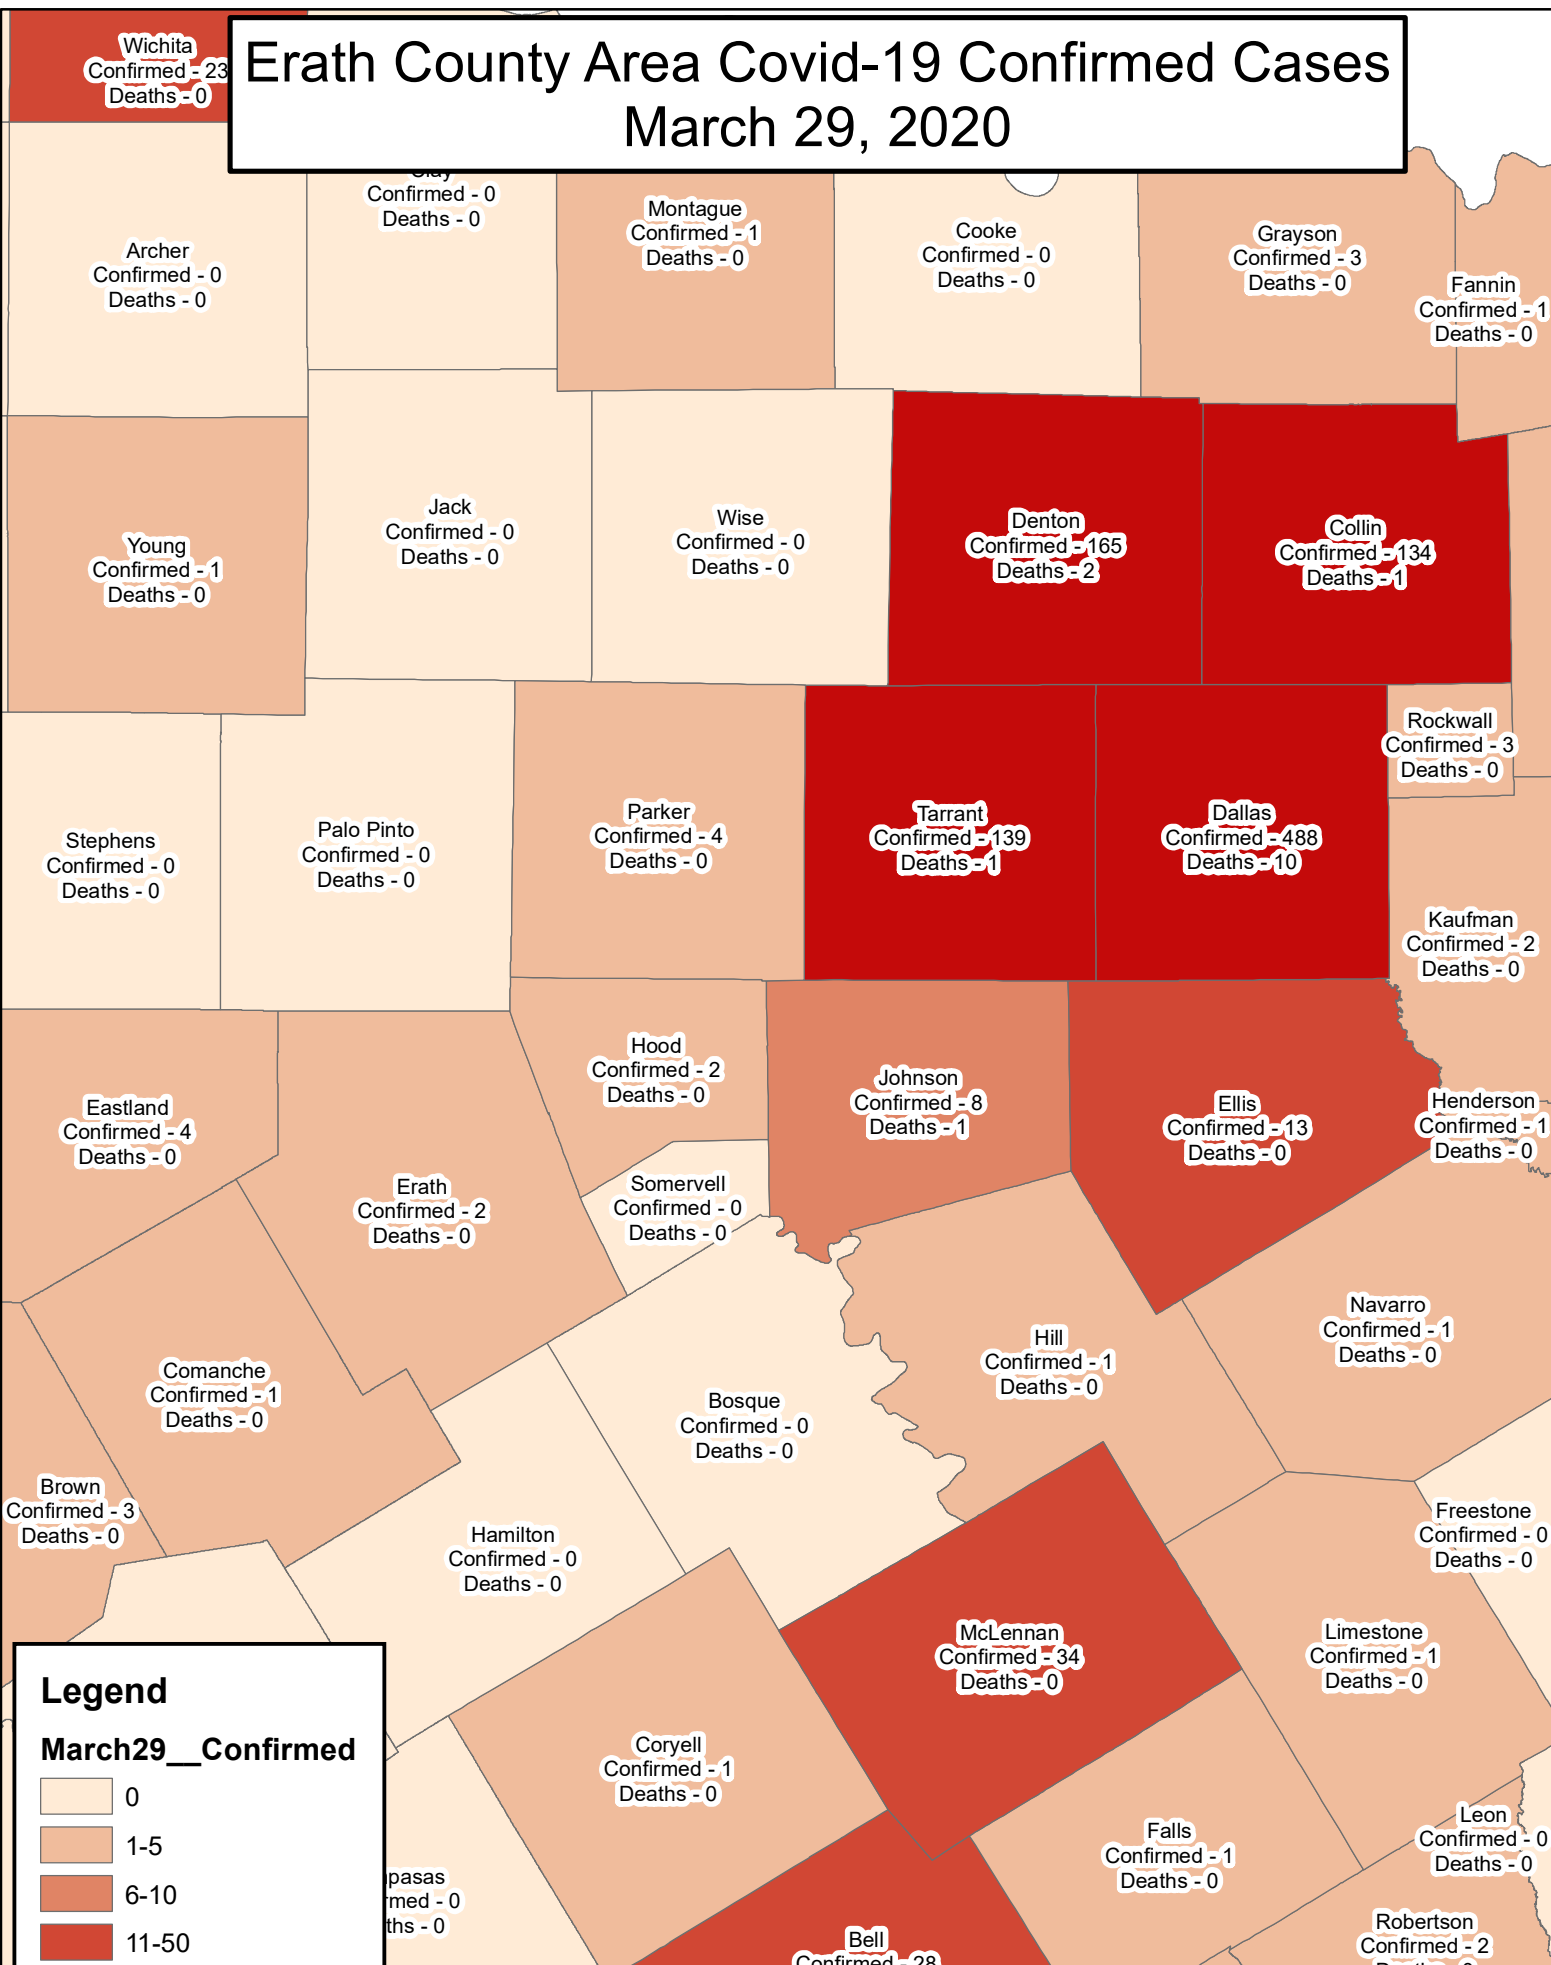 Erath County Area Covid-19 Confirmed Cases
March 29, 2020
Wichita
Confirmed - 23
Deaths - 0
Clay
Confirmed - 0
Deaths - 0
Montague
Confirmed - 1
Deaths - 0
Cooke
Confirmed - 0
Deaths - 0
Grayson
Confirmed - 3
Deaths - 0
Archer
Confirmed - 0
Deaths - 0
Fannin
Confirmed - 1
Deaths - 0
Young
Confirmed - 1
Deaths - 0
Jack
Confirmed - 0
Deaths - 0
Wise
Confirmed - 0
Deaths - 0
Denton
Confirmed - 165
Deaths - 2
Collin
Confirmed - 134
Deaths - 1
Rockwall
Confirmed - 3
Deaths - 0
Stephens
Confirmed - 0
Deaths - 0
Palo Pinto
Confirmed - 0
Deaths - 0
Parker
Confirmed - 4
Deaths - 0
Tarrant
Confirmed - 139
Deaths - 1
Dallas
Confirmed - 488
Deaths - 10
Kaufman
Confirmed - 2
Deaths - 0
Eastland
Confirmed - 4
Deaths - 0
Erath
Confirmed - 2
Deaths - 0
Hood
Confirmed - 2
Deaths - 0
Somervell
Confirmed - 0
Deaths - 0
Johnson
Confirmed - 8
Deaths - 1
Ellis
Confirmed - 13
Deaths - 0
Henderson
Confirmed - 1
Deaths - 0
Comanche
Confirmed - 1
Deaths - 0
Bosque
Confirmed - 0
Deaths - 0
Hill
Confirmed - 1
Deaths - 0
Navarro
Confirmed - 1
Deaths - 0
Brown
Confirmed - 3
Deaths - 0
Hamilton
Confirmed - 0
Deaths - 0
Freestone
Confirmed - 0
Deaths - 0
McLennan
Confirmed - 34
Deaths - 0
Limestone
Confirmed - 1
Deaths - 0
Coryell
Confirmed - 1
Deaths - 0
Falls
Confirmed - 1
Deaths - 0
Leon
Confirmed - 0
Deaths - 0
pasas
rmed - 0
ths - 0
Bell
Confirmed - 28
Robertson
Confirmed - 2
Legend
March29__Confirmed
0
1-5
6-10
11-50